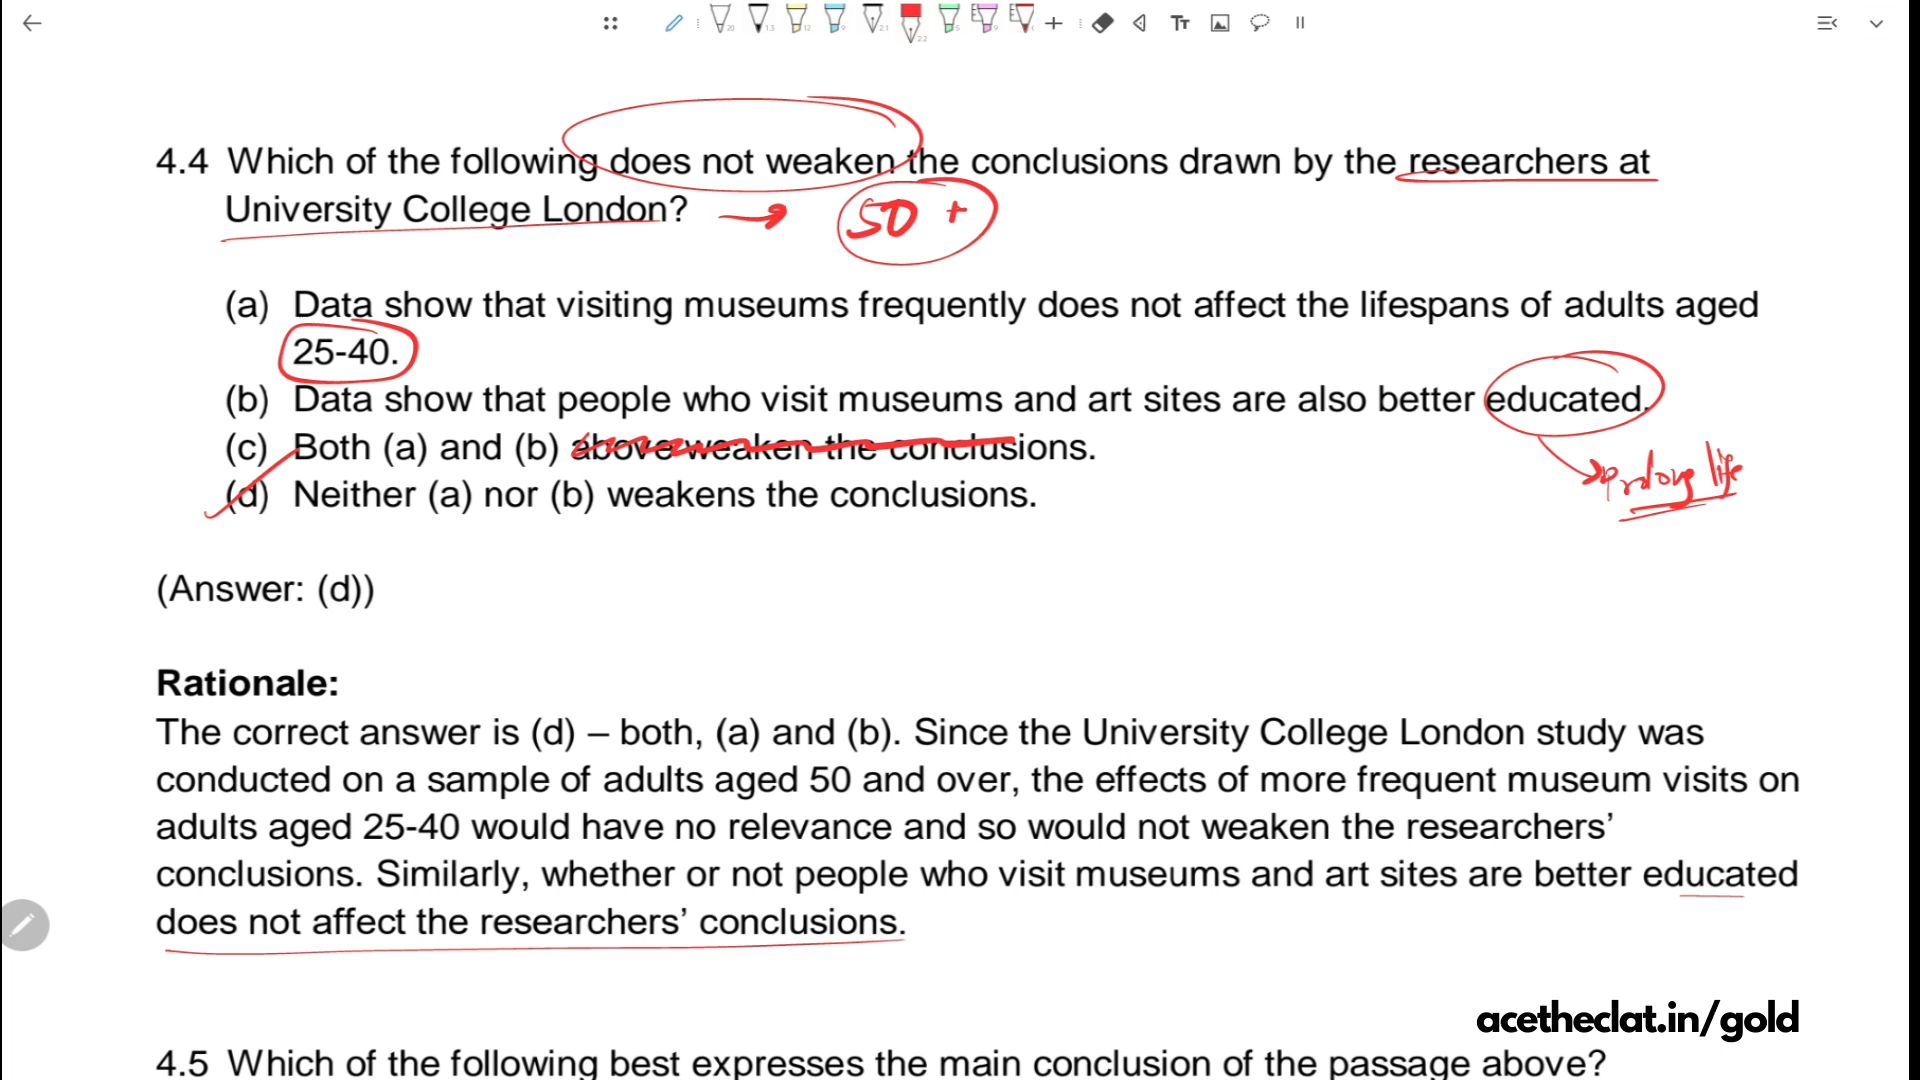 4.4 Which of the following does not weaken the conclusions drawn by the researchers at
University College London?
50 +
(a) Data show that visiting museums frequently does not affect the lifespans of adults aged
25-40.
(b) Data show that people who visit museums and art sites are also better educated.
(c) Both (a) and (b) above weaken the conclusions.
(d) Neither (a) nor (b) weakens the conclusions.
life
(Answer: (d))
Rationale:
The correct answer is (d) – both, (a) and (b). Since the University College London study was
conducted on a sample of adults aged 50 and over, the effects of more frequent museum visits on
adults aged 25-40 would have no relevance and so would not weaken the researchers’
conclusions. Similarly, whether or not people who visit museums and art sites are better educated
does not affect the researchers’ conclusions.
acetheclat.in/gold
4.5 Which of the following best expresses the main conclusion of the passage above?